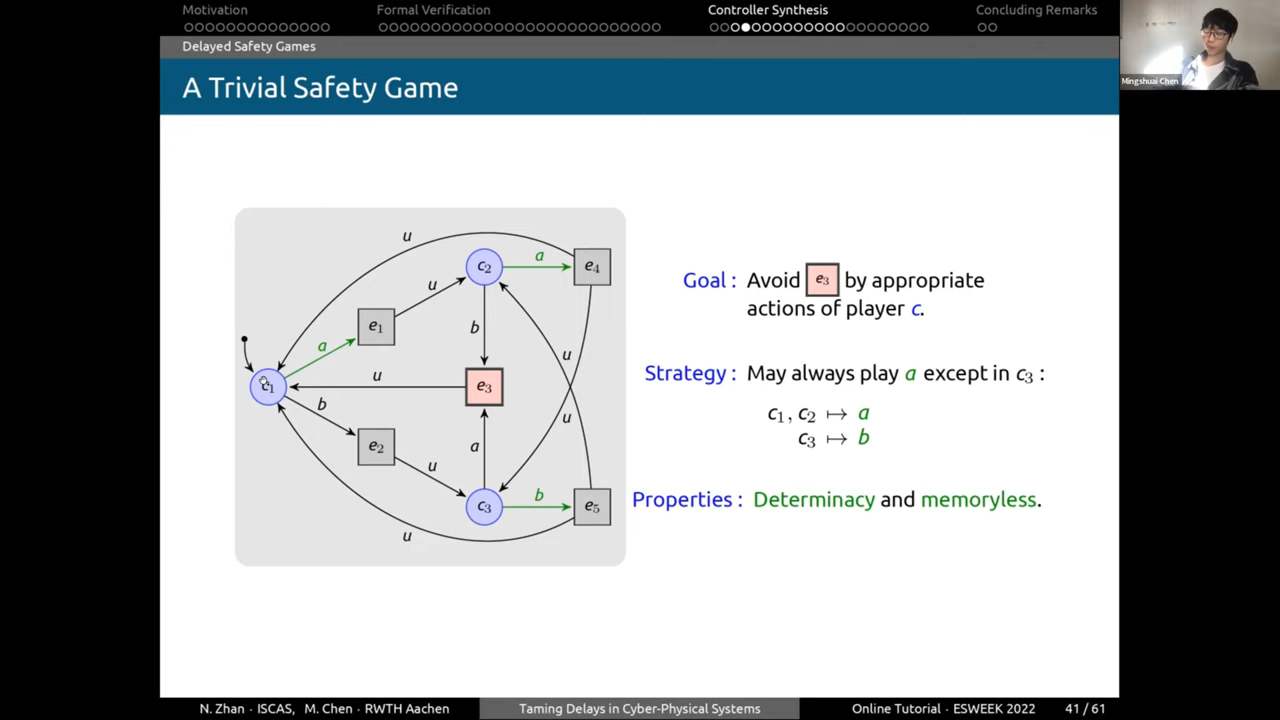 Motivation
Formal Verification
Controller Synthesis
Concluding Remarks
Mingshuai Chen
Delayed Safety Games
A Trivial Safety Game
u
c2
a
e4
u
e1
b
a
u
c1
u
e3
b
u
e2
a
u
c3
b
e5
u
Goal : Avoid e3 by appropriate
actions of player c.
Strategy : May always play a except in c3 :
c1, c2 ↦ a
c3 ↦ b
Properties : Determinacy and memoryless.
N. Zhan · ISCAS, M. Chen · RWTH Aachen
Taming Delays in Cyber-Physical Systems
Online Tutorial · ESWEEK 2022
41 / 61